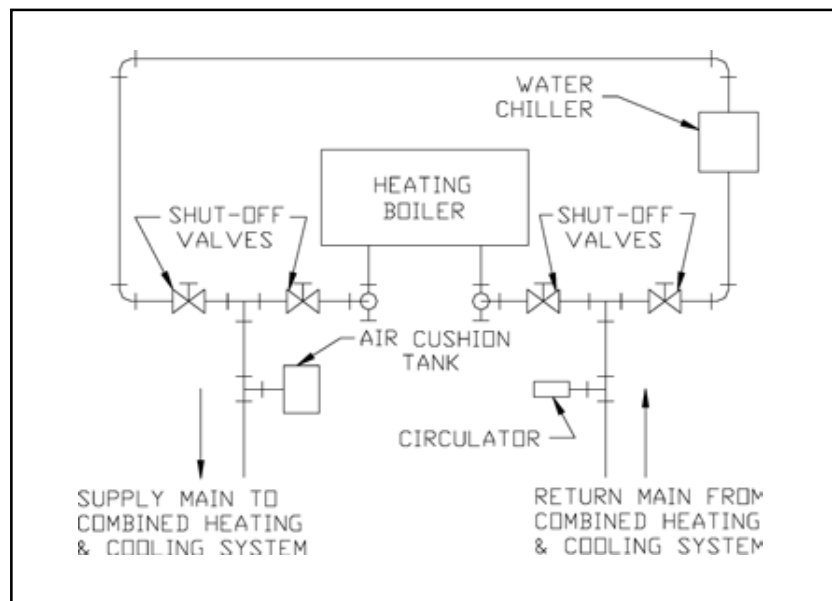 WATER
CHILLER
HEATING
BOILER
SHUT-OFF
VALVES
SHUT-OFF
VALVES
AIR CUSHION
TANK
CIRCULATOR
SUPPLY MAIN TO
COMBINED HEATING
& COOLING SYSTEM
RETURN MAIN FROM
COMBINED HEATING
& COOLING SYSTEM